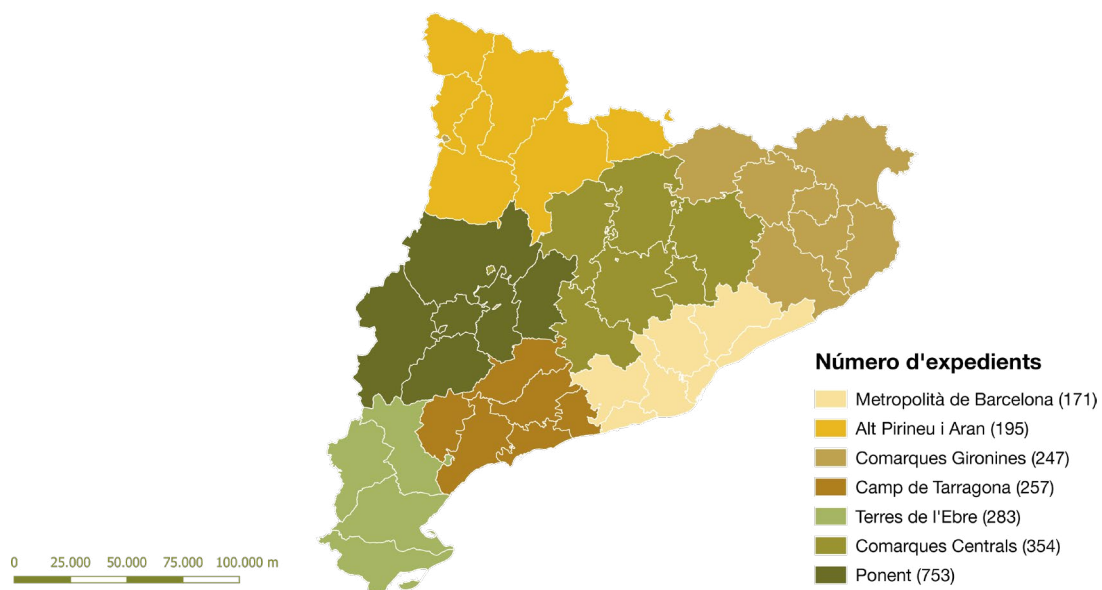 Número d'expedients
Metropolità de Barcelona (171)
Alt Pirineu i Aran (195)
Comarques Gironines (247)
Camp de Tarragona (257)
Terres de l'Ebre (283)
Comarques Centrals (354)
Ponent (753)
0 25.000 50.000 75.000 100.000 m